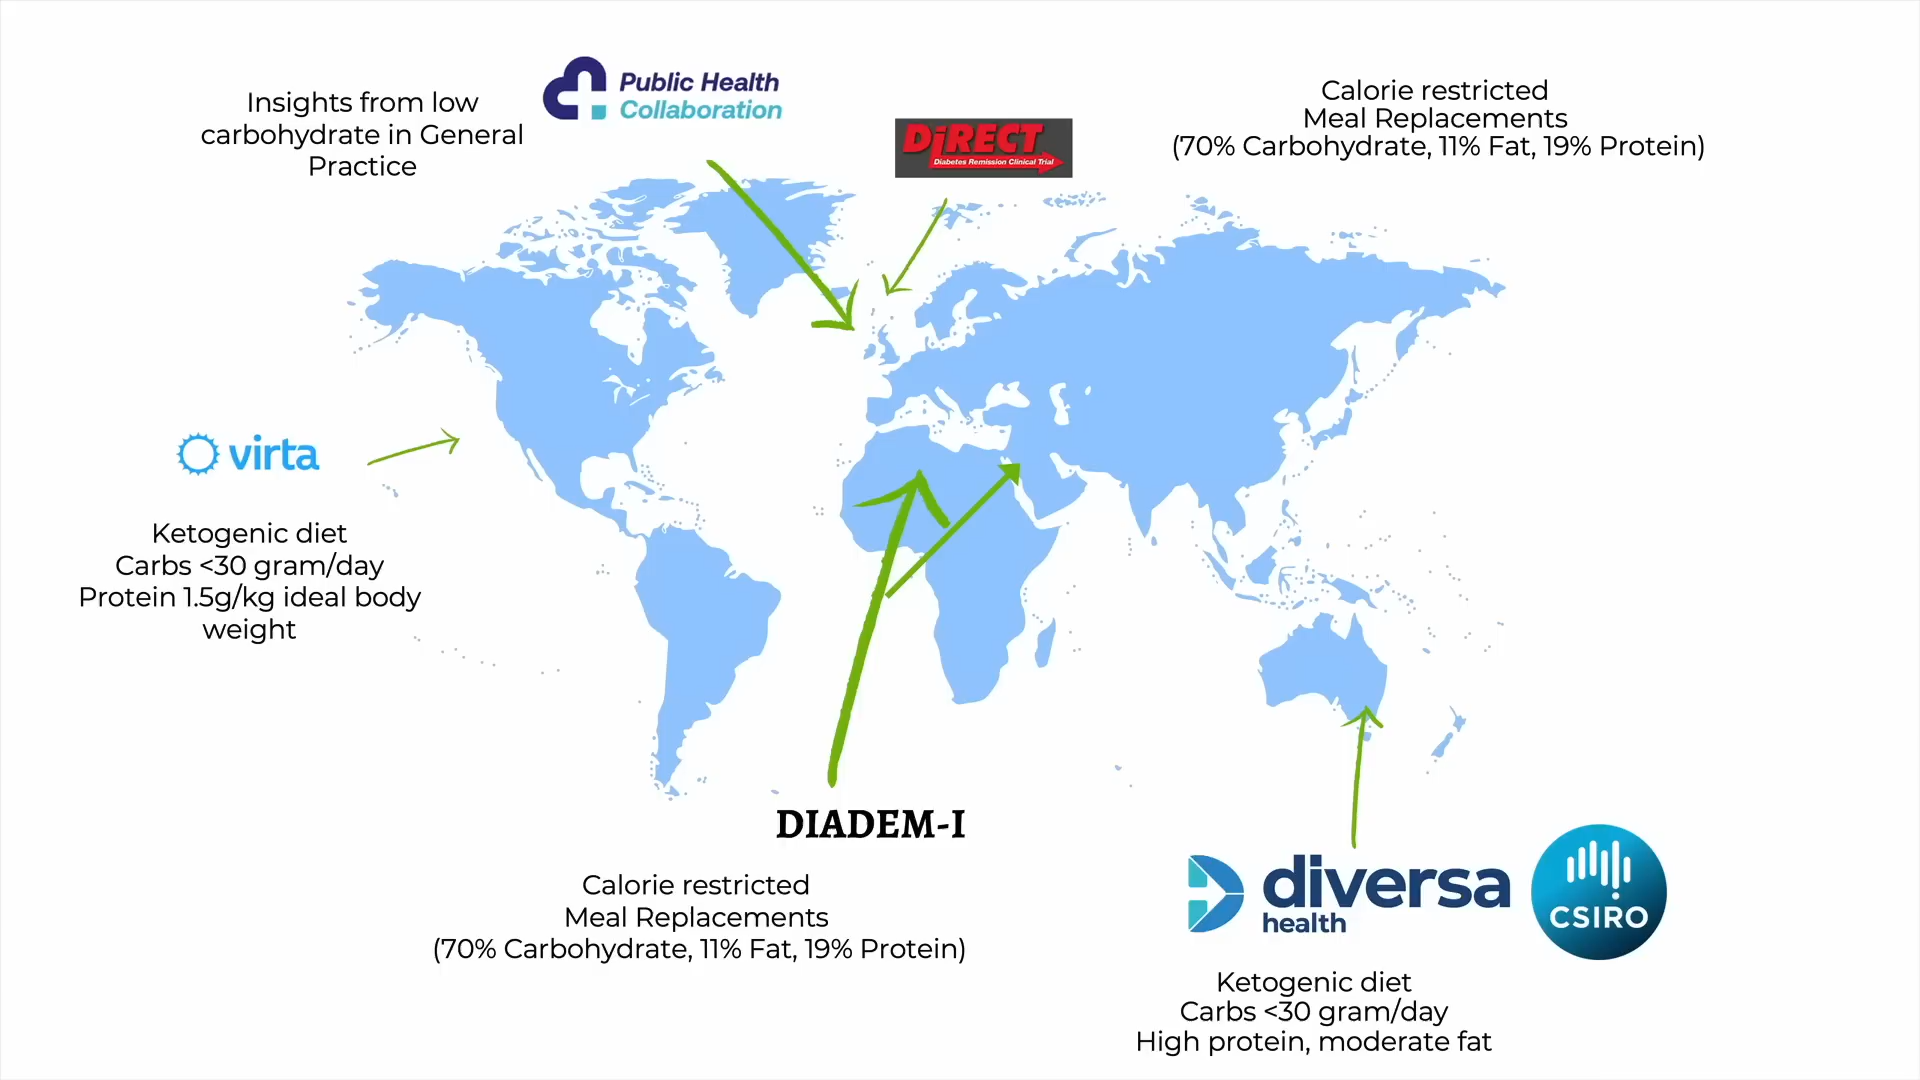 Insights from low
carbohydrate in General
Practice
Public Health
Collaboration
DiRECT
Diabetes Remission Clinical Trial
Calorie restricted
Meal Replacements
(70% Carbohydrate, 11% Fat, 19% Protein)
virta
Ketogenic diet
Carbs <30 gram/day
Protein 1.5g/kg ideal body
weight
DIADEM-I
Calorie restricted
Meal Replacements
(70% Carbohydrate, 11% Fat, 19% Protein)
diversa
health
CSIRO
Ketogenic diet
Carbs <30 gram/day
High protein, moderate fat